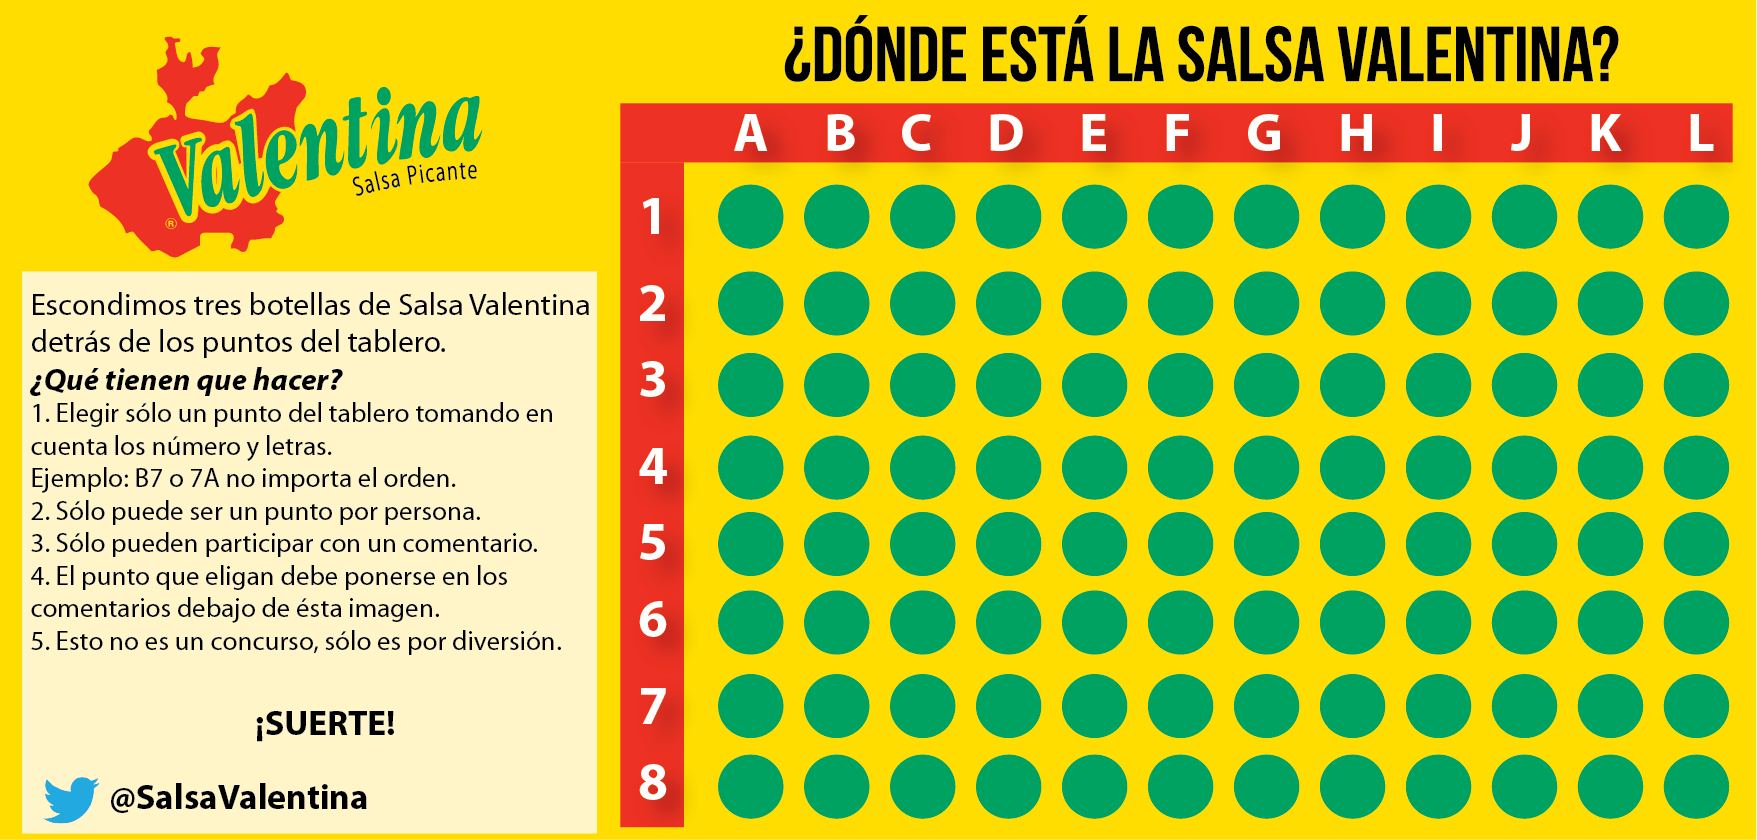 Valentina
Salsa Picante
®
Escondimos tres botellas de Salsa Valentina
detrás de los puntos del tablero.
¿Qué tienen que hacer?
1. Elegir sólo un punto del tablero tomando en
cuenta los número y letras.
Ejemplo: B7 o 7A no importa el orden.
2. Sólo puede ser un punto por persona.
3. Sólo pueden participar con un comentario.
4. El punto que eligan debe ponerse en los
comentarios debajo de ésta imagen.
5. Esto no es un concurso, sólo es por diversión.
¡SUERTE!
@SalsaValentina
¿DÓNDE ESTÁ LA SALSA VALENTINA?
A B C D E F G H I J K L
1
2
3
4
5
6
7
8